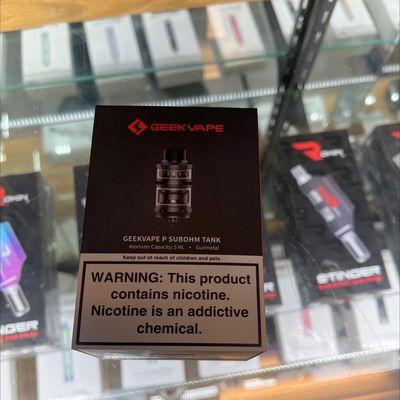 GEEKVAPE
GEEKVAPE P SUBOHM TANK
Atomizer Capacity: 5 ML • Gunmetal
Keep out of reach of children and pets
WARNING: This product
contains nicotine.
Nicotine is an addictive
chemical.
STINGER
STINGER